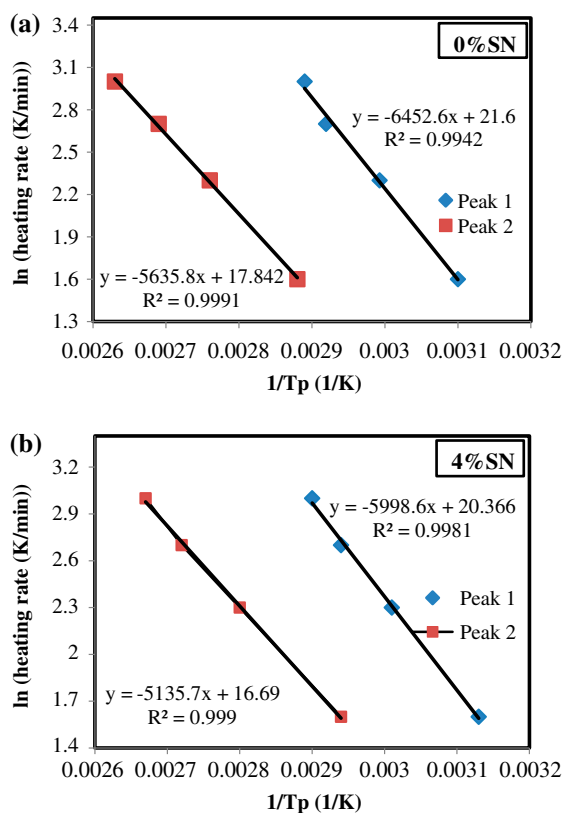 (a)
0%SN
ln (heating rate (K/min))
3.4
3.1
2.8
2.5
2.2
1.9
1.6
1.3
y = -6452.6x + 21.6
R² = 0.9942
Peak 1
Peak 2
y = -5635.8x + 17.842
R² = 0.9991
0.0026 0.0027 0.0028 0.0029 0.003 0.0031 0.0032
1/Tp (1/K)
(b)
4%SN
ln (heating rate (K/min))
3.2
2.9
2.6
2.3
2
1.7
1.4
y = -5998.6x + 20.366
R² = 0.9981
Peak 1
Peak 2
y = -5135.7x + 16.69
R² = 0.999
0.0026 0.0027 0.0028 0.0029 0.003 0.0031 0.0032
1/Tp (1/K)